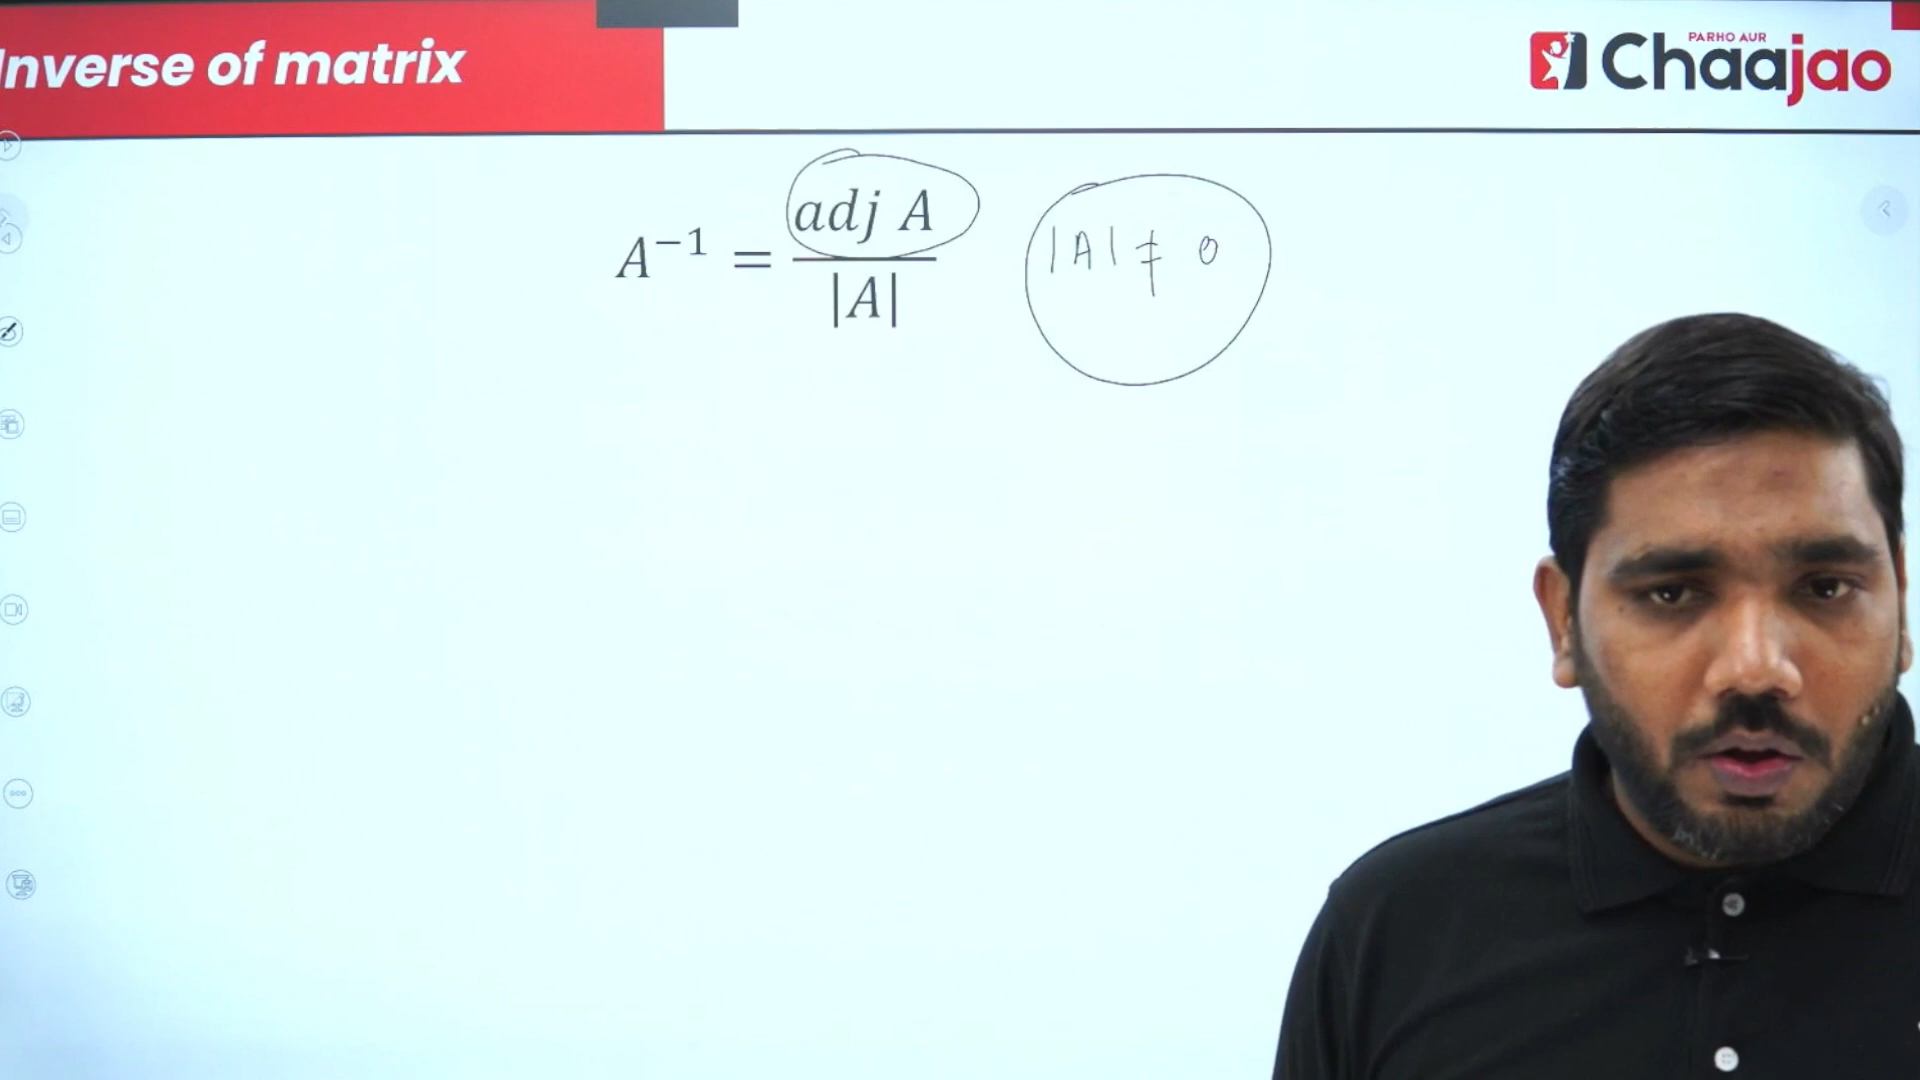 Inverse of matrix
PARHO AUR
Chaajao
A⁻¹ = adj A / |A|
|A| ≠ 0